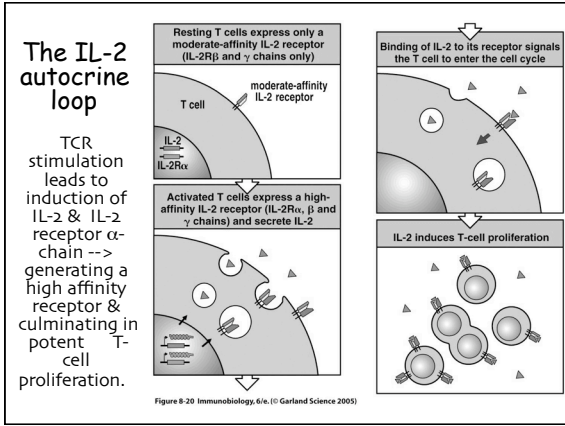 The IL-2
autocrine
loop
TCR
stimulation
leads to
induction of
IL-2 & IL-2
receptor α-
chain -->
generating a
high affinity
receptor &
culminating in
potent T-
cell
proliferation.
Resting T cells express only a
moderate-affinity IL-2 receptor
(IL-2Rβ and γ chains only)
moderate-affinity
IL-2 receptor
T cell
IL-2
IL-2Rα
Activated T cells express a high-
affinity IL-2 receptor (IL-2Rα, β and
γ chains) and secrete IL-2
Binding of IL-2 to its receptor signals
the T cell to enter the cell cycle
IL-2 induces T-cell proliferation
Figure 8-20 Immunobiology, 6/e. (© Garland Science 2005)